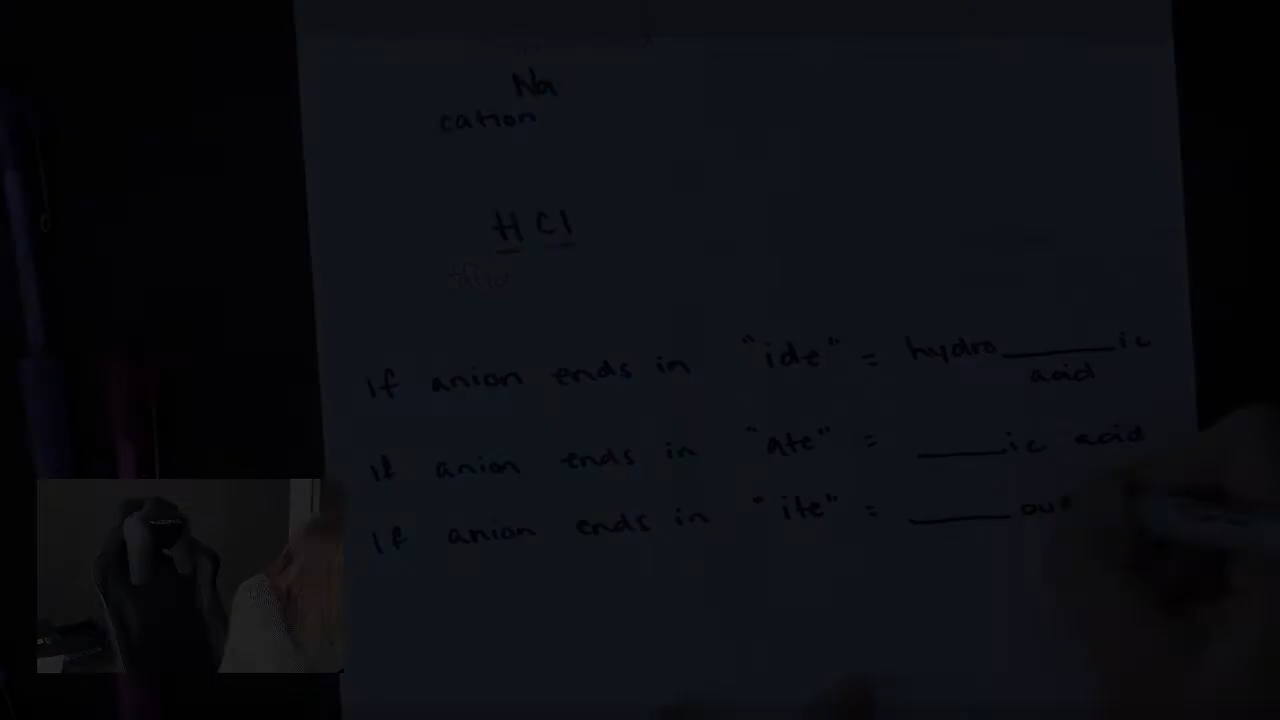 Na
cation
H Cl
If anion ends in "ide" = hydro_____ic
acid
If anion ends in "ate" = _____ic acid
If anion ends in "ite" = _____ou